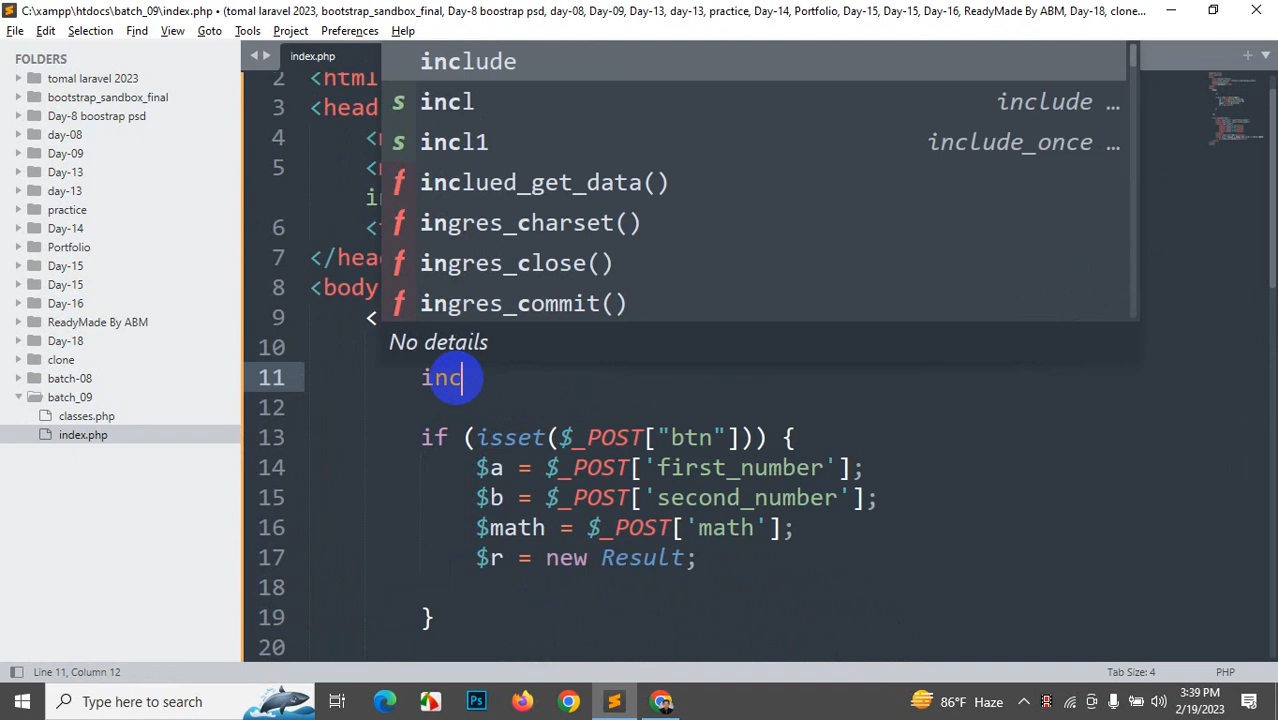 C:\xampp\htdocs\batch_09\index.php • (tomal laravel 2023, bootstrap_sandbox_final, Day-8 boostrap psd, day-08, Day-09, Day-13, day-13, practice, Day-14, Portfolio, Day-15, Day-15, Day-16, ReadyMade By ABM, Day-18, clone...
File Edit Selection Find View Goto Tools Project Preferences Help
FOLDERS
tomal laravel 2023
bootstrap_sandbox_final
Day-8 boostrap psd
day-08
Day-09
Day-13
day-13
practice
Day-14
Portfolio
Day-15
Day-15
Day-16
ReadyMade By ABM
Day-18
clone
batch-08
batch_09
classes.php
index.php
index.php
include
incl include ...
incl1 include_once ...
f inclued_get_data()
f ingres_charset()
f ingres_close()
f ingres_commit()
No details
2 <html
3 <head
4 <
5 <
6 <
7 </hea
8 <body
9 <
10
11 inc
12
13 if (isset($_POST["btn"])) {
14 $a = $_POST['first_number'];
15 $b = $_POST['second_number'];
16 $math = $_POST['math'];
17 $r = new Result;
18
19 }
20
Line 11, Column 12 Tab Size: 4 PHP
Type here to search
86°F Haze
3:39 PM
2/19/2023